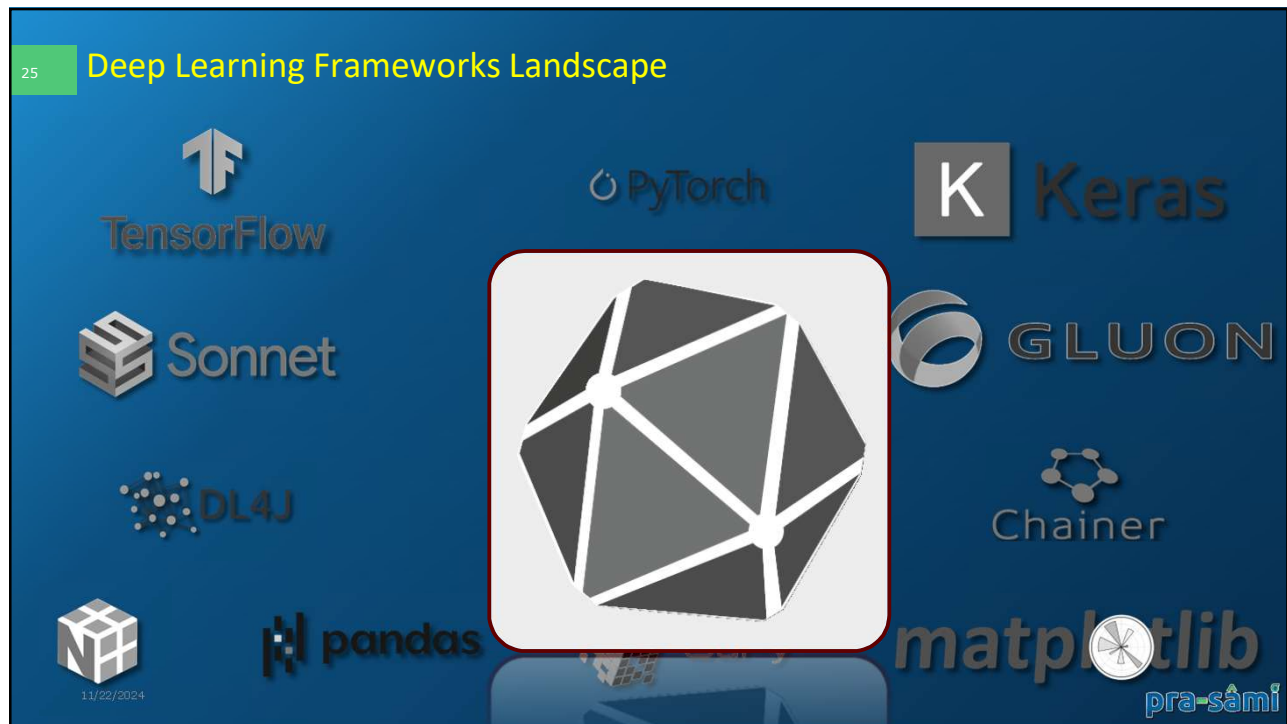 25
Deep Learning Frameworks Landscape
TensorFlow
PyTorch
K Keras
Sonnet
GLUON
DL4J
Chainer
N
pandas
matplotlib
11/22/2024
pra-sâmi